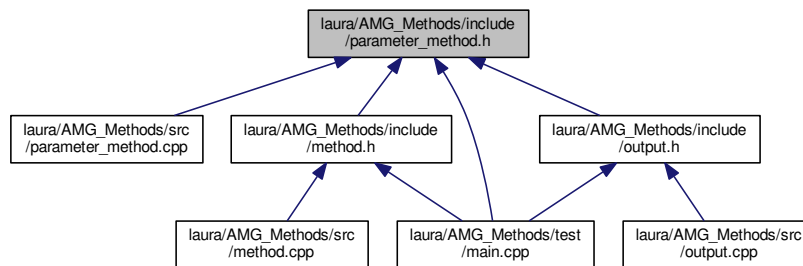 laura/AMG_Methods/include
/parameter_method.h
laura/AMG_Methods/src
/parameter_method.cpp
laura/AMG_Methods/include
/method.h
laura/AMG_Methods/include
/output.h
laura/AMG_Methods/src
/method.cpp
laura/AMG_Methods/test
/main.cpp
laura/AMG_Methods/src
/output.cpp